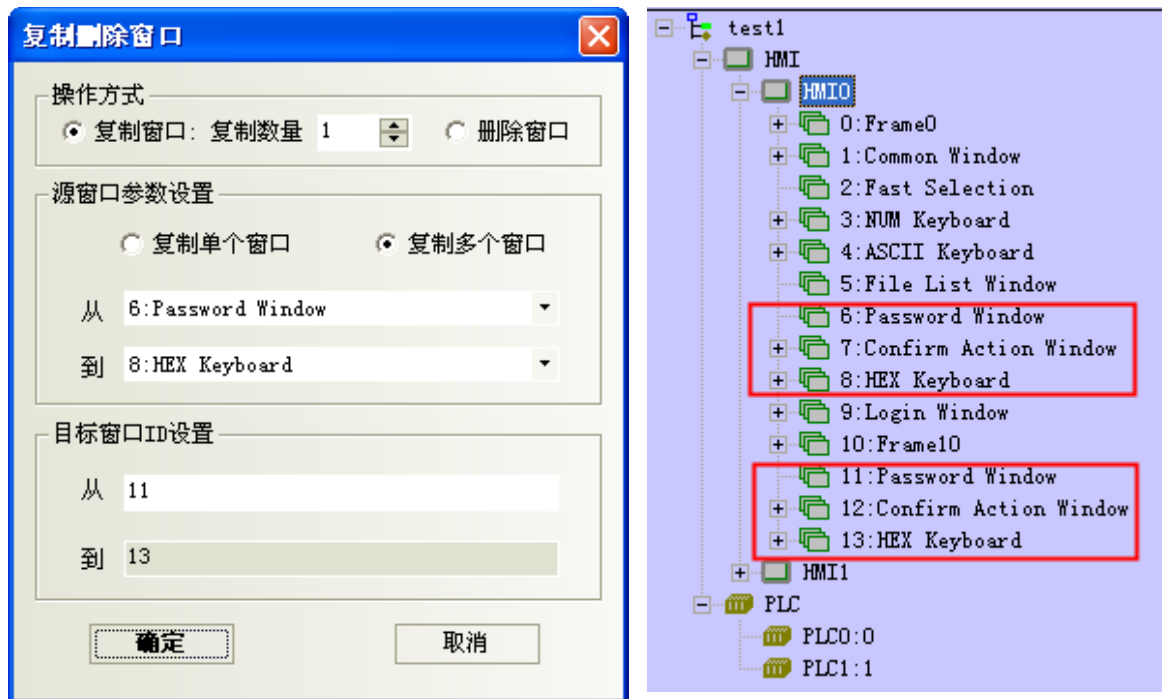 复制删除窗口
操作方式
复制窗口: 复制数量 1 删除窗口
源窗口参数设置
复制单个窗口 复制多个窗口
从 6:Password Window
到 8:HEX Keyboard
目标窗口ID设置
从 11
到 13
确定 取消
test1
HMI
HMI0
0:Frame0
1:Common Window
2:Fast Selection
3:NUM Keyboard
4:ASCII Keyboard
5:File List Window
6:Password Window
7:Confirm Action Window
8:HEX Keyboard
9:Login Window
10:Frame10
11:Password Window
12:Confirm Action Window
13:HEX Keyboard
HMI1
PLC
PLC0:0
PLC1:1